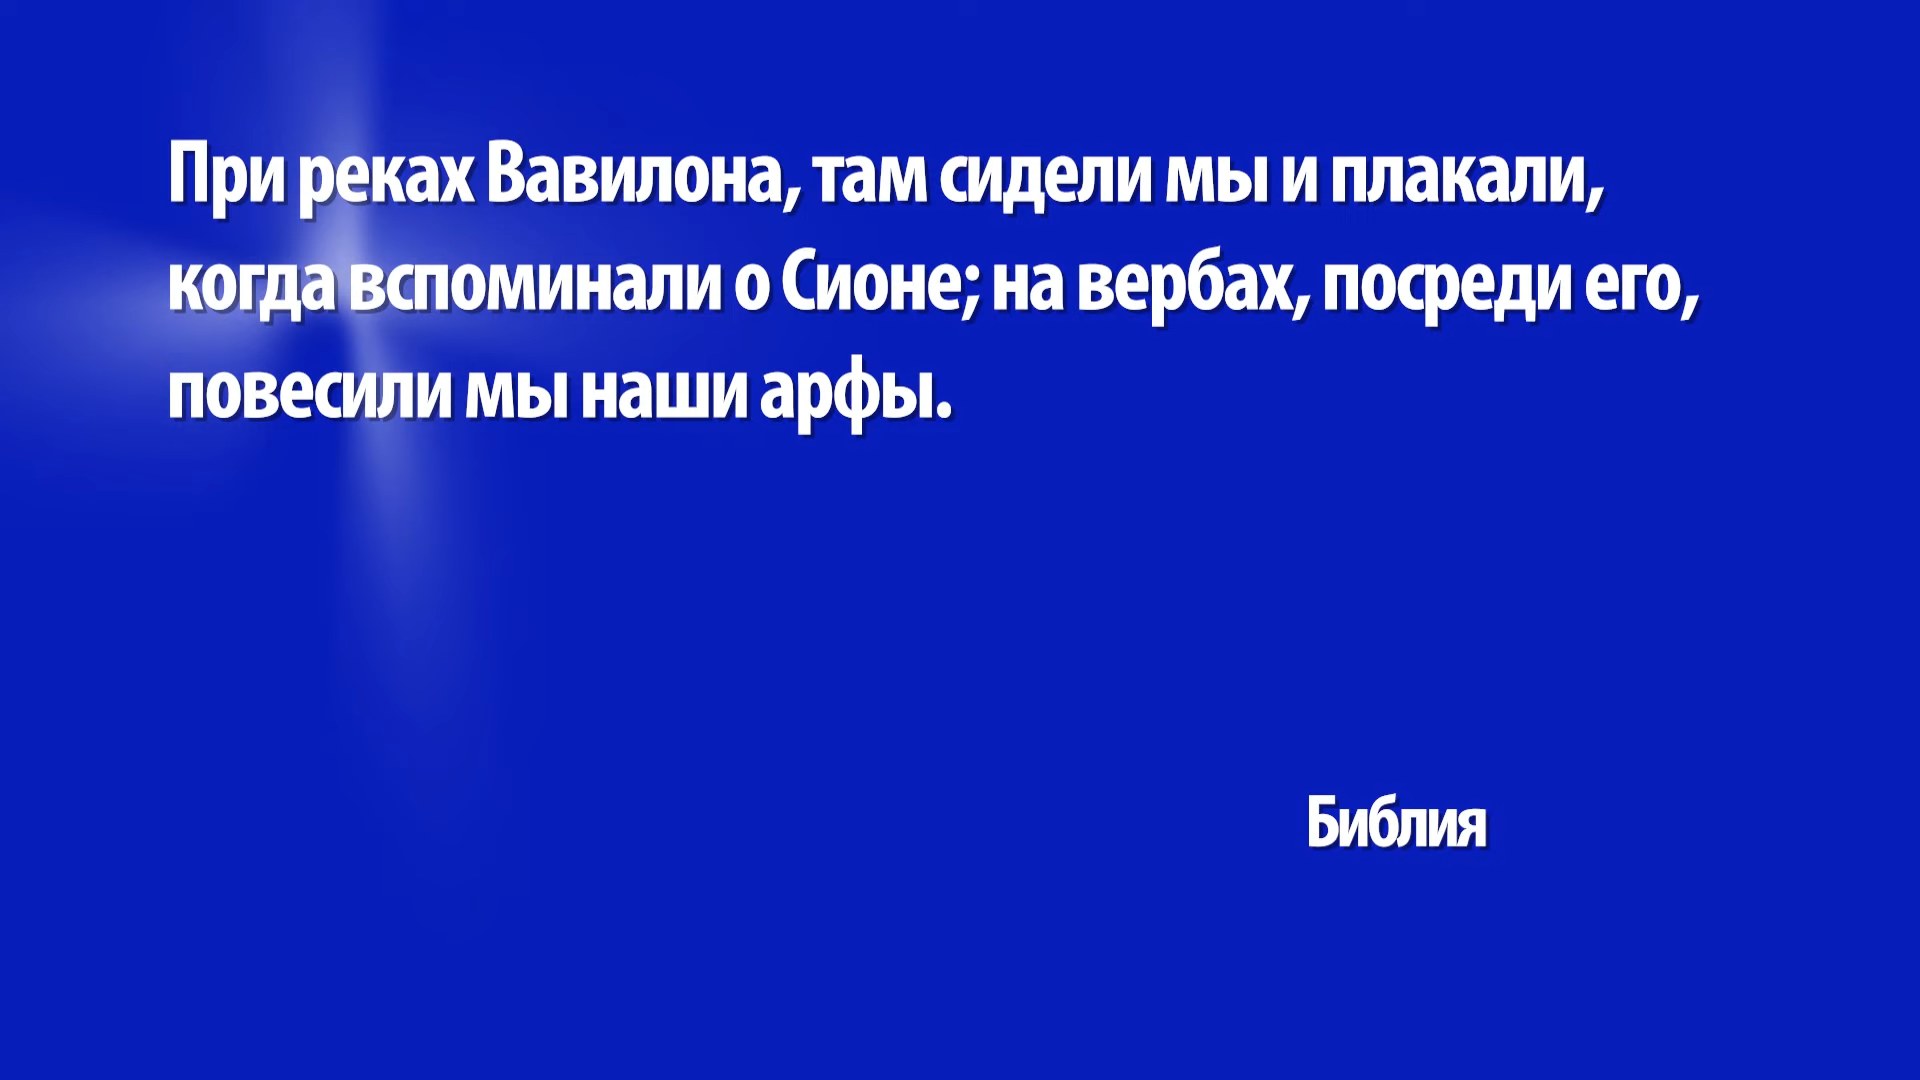 При реках Вавилона, там сидели мы и плакали,
когда вспоминали о Сионе; на вербах, посреди его,
повесили мы наши арфы.
Библия